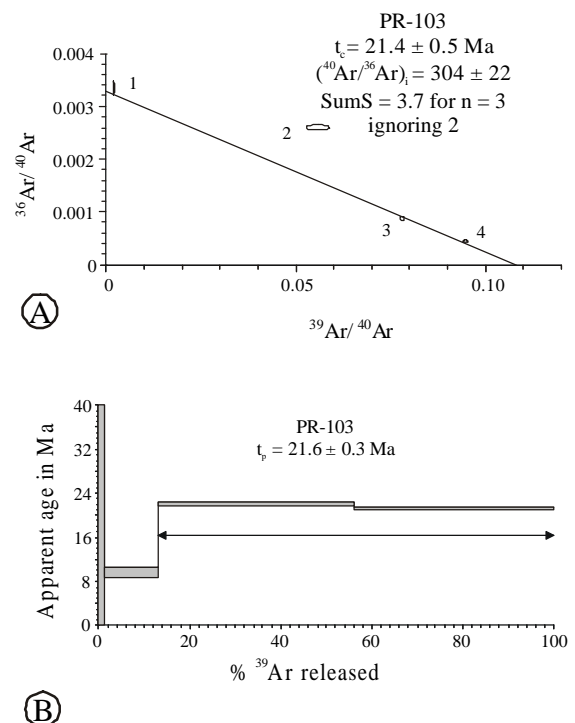 PR-103
t꜀ = 21.4 ± 0.5 Ma
(⁴⁰Ar/³⁶Ar)ᵢ = 304 ± 22
SumS = 3.7 for n = 3
ignoring 2
0.004
0.003
0.002
0.001
0
³⁶Ar/⁴⁰Ar
1
2
3
4
0
0.05
0.10
³⁹Ar/⁴⁰Ar
A
PR-103
tₚ = 21.6 ± 0.3 Ma
40
32
24
16
8
0
Apparent age in Ma
0
20
40
60
80
100
% ³⁹Ar released
B